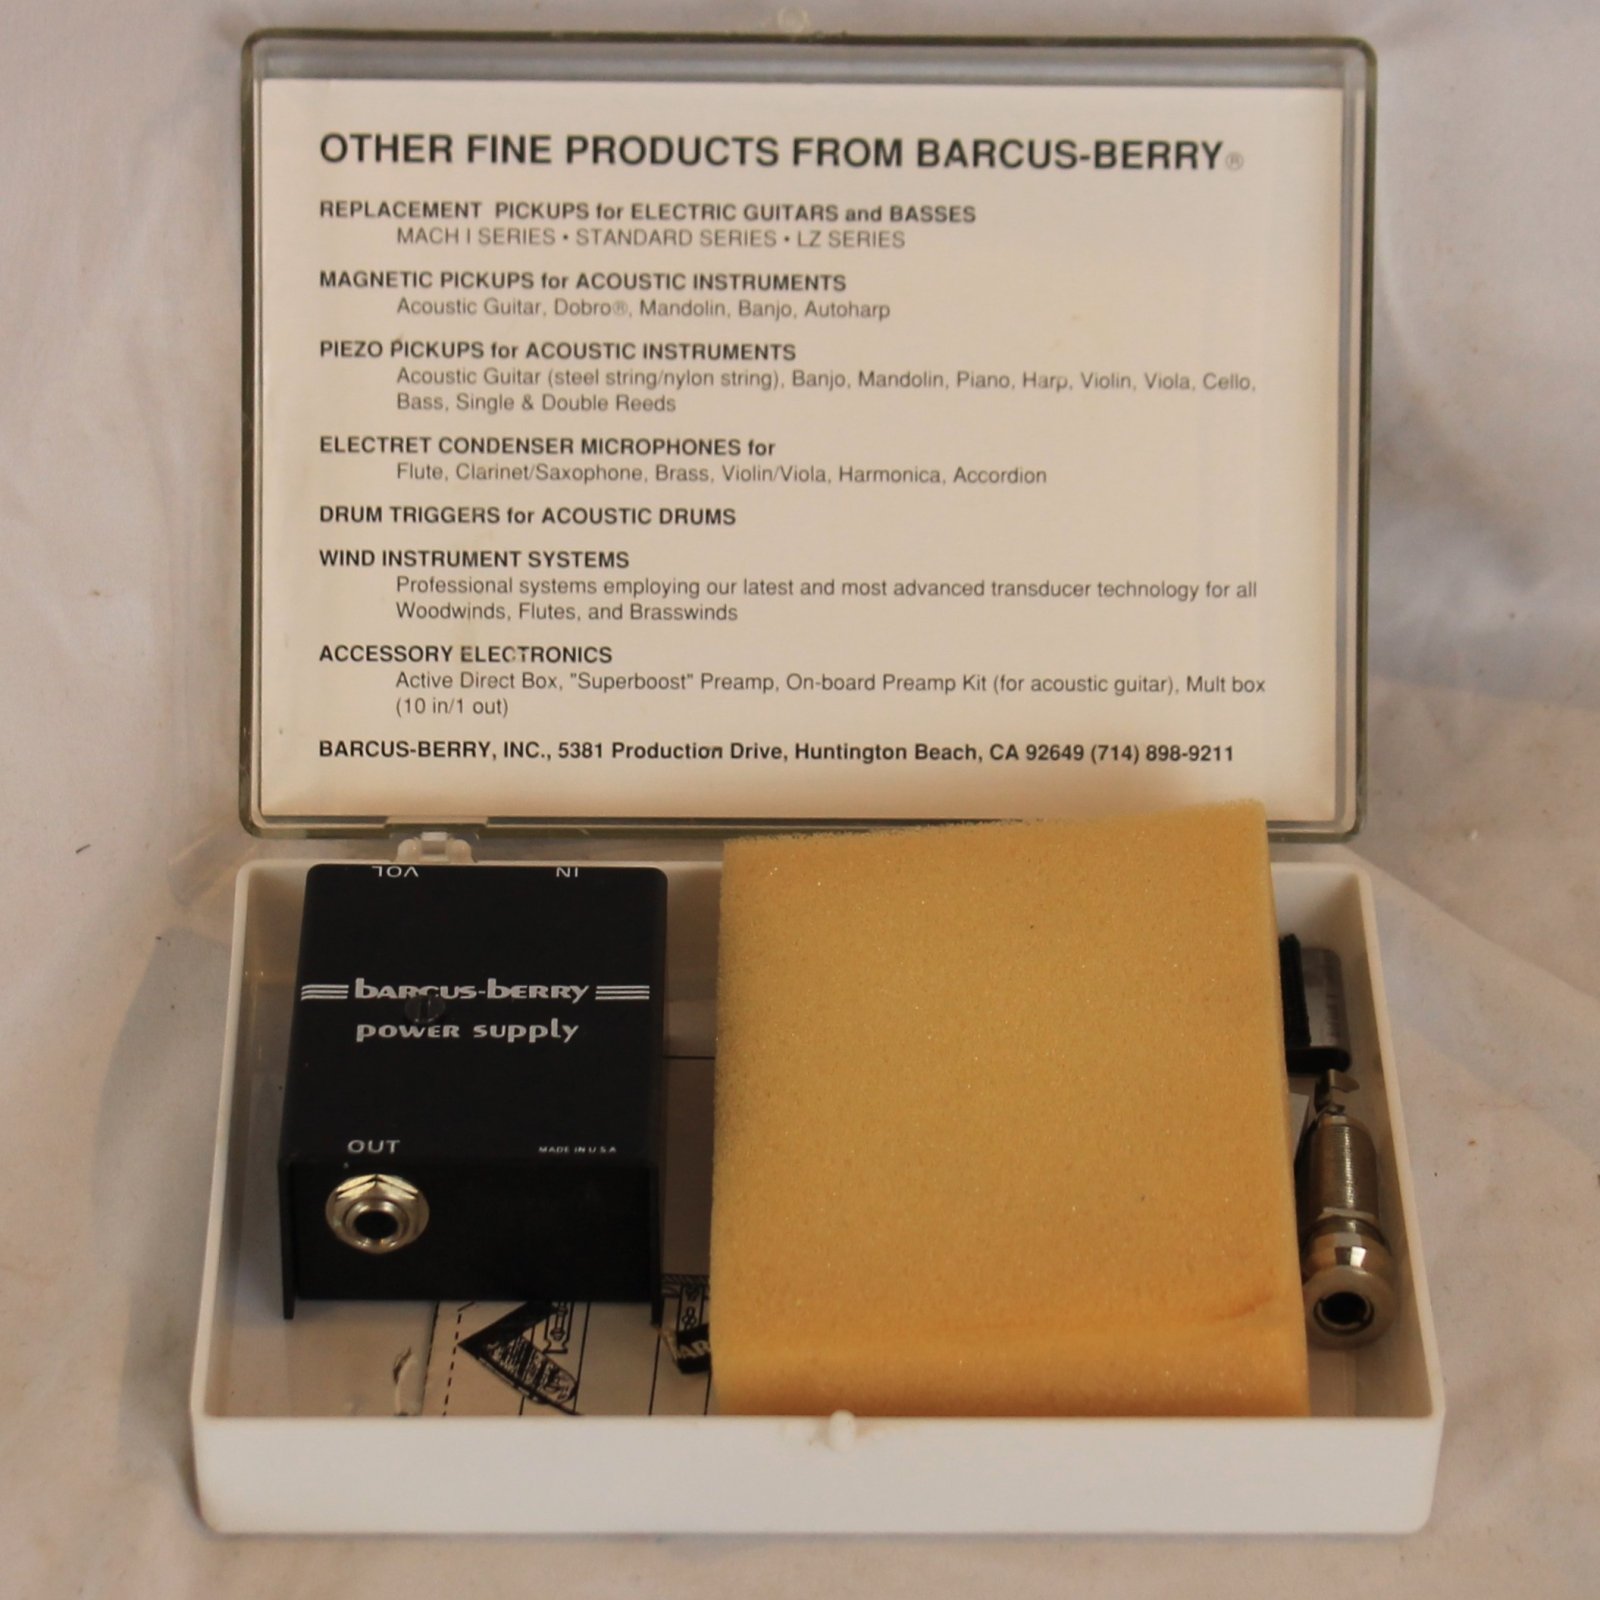 OTHER FINE PRODUCTS FROM BARCUS-BERRY®
REPLACEMENT PICKUPS for ELECTRIC GUITARS and BASSES
MACH I SERIES • STANDARD SERIES • LZ SERIES
MAGNETIC PICKUPS for ACOUSTIC INSTRUMENTS
Acoustic Guitar, Dobro®, Mandolin, Banjo, Autoharp
PIEZO PICKUPS for ACOUSTIC INSTRUMENTS
Acoustic Guitar (steel string/nylon string), Banjo, Mandolin, Piano, Harp, Violin, Viola, Cello,
Bass, Single & Double Reeds
ELECTRET CONDENSER MICROPHONES for
Flute, Clarinet/Saxophone, Brass, Violin/Viola, Harmonica, Accordion
DRUM TRIGGERS for ACOUSTIC DRUMS
WIND INSTRUMENT SYSTEMS
Professional systems employing our latest and most advanced transducer technology for all
Woodwinds, Flutes, and Brasswinds
ACCESSORY ELECTRONICS
Active Direct Box, "Superboost" Preamp, On-board Preamp Kit (for acoustic guitar), Mult box
(10 in/1 out)
BARCUS-BERRY, INC., 5381 Production Drive, Huntington Beach, CA 92649 (714) 898-9211
VOL IN
barcus-berry
power supply
OUT MADE IN U.S.A